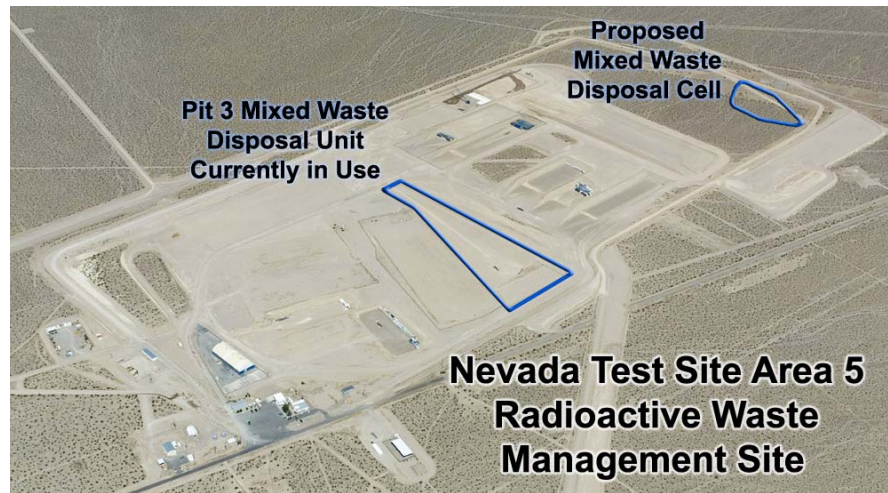 Proposed
Mixed Waste
Disposal Cell
Pit 3 Mixed Waste
Disposal Unit
Currently in Use
Nevada Test Site Area 5
Radioactive Waste
Management Site